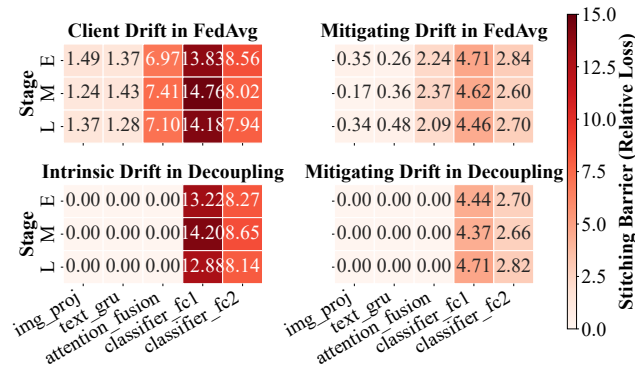 Client Drift in FedAvg
Stage
E 1.49 1.37 6.97 13.83 8.56
M 1.24 1.43 7.41 14.76 8.02
L 1.37 1.28 7.10 14.18 7.94
Mitigating Drift in FedAvg
0.35 0.26 2.24 4.71 2.84
0.17 0.36 2.37 4.62 2.60
0.34 0.48 2.09 4.46 2.70
Intrinsic Drift in Decoupling
Stage
E 0.00 0.00 0.00 13.22 8.27
M 0.00 0.00 0.00 14.20 8.65
L 0.00 0.00 0.00 12.88 8.14
img_proj
text_gru
attention_fusion
classifier_fc1
classifier_fc2
Mitigating Drift in Decoupling
0.00 0.00 0.00 4.44 2.70
0.00 0.00 0.00 4.37 2.66
0.00 0.00 0.00 4.71 2.82
img_proj
text_gru
attention_fusion
classifier_fc1
classifier_fc2
15.0
12.5
10.0
7.5
5.0
2.5
0.0
Stitching Barrier (Relative Loss)